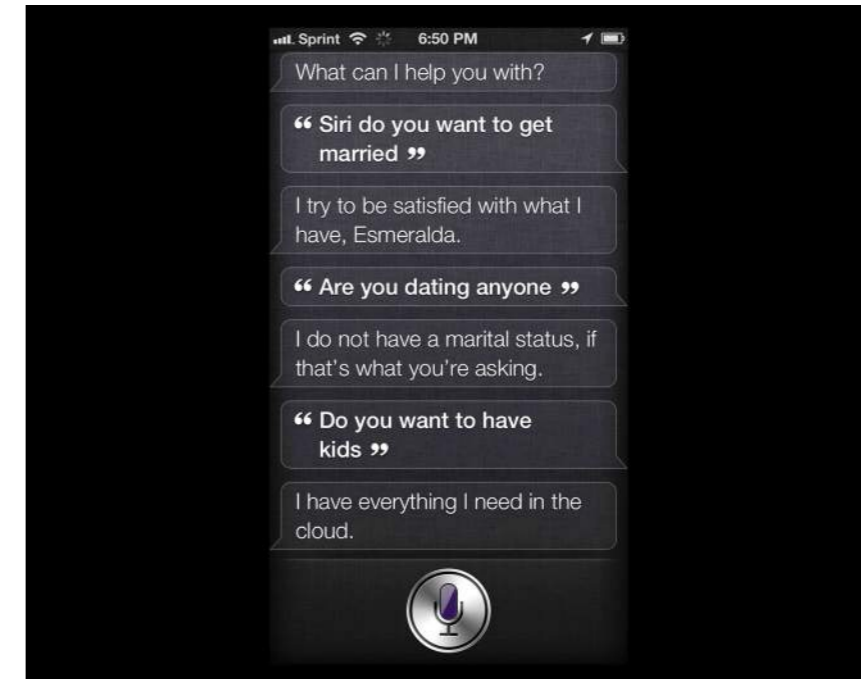 Sprint 6:50 PM
What can I help you with?
“ Siri do you want to get
married ”
I try to be satisfied with what I
have, Esmeralda.
“ Are you dating anyone ”
I do not have a marital status, if
that's what you're asking.
“ Do you want to have
kids ”
I have everything I need in the
cloud.